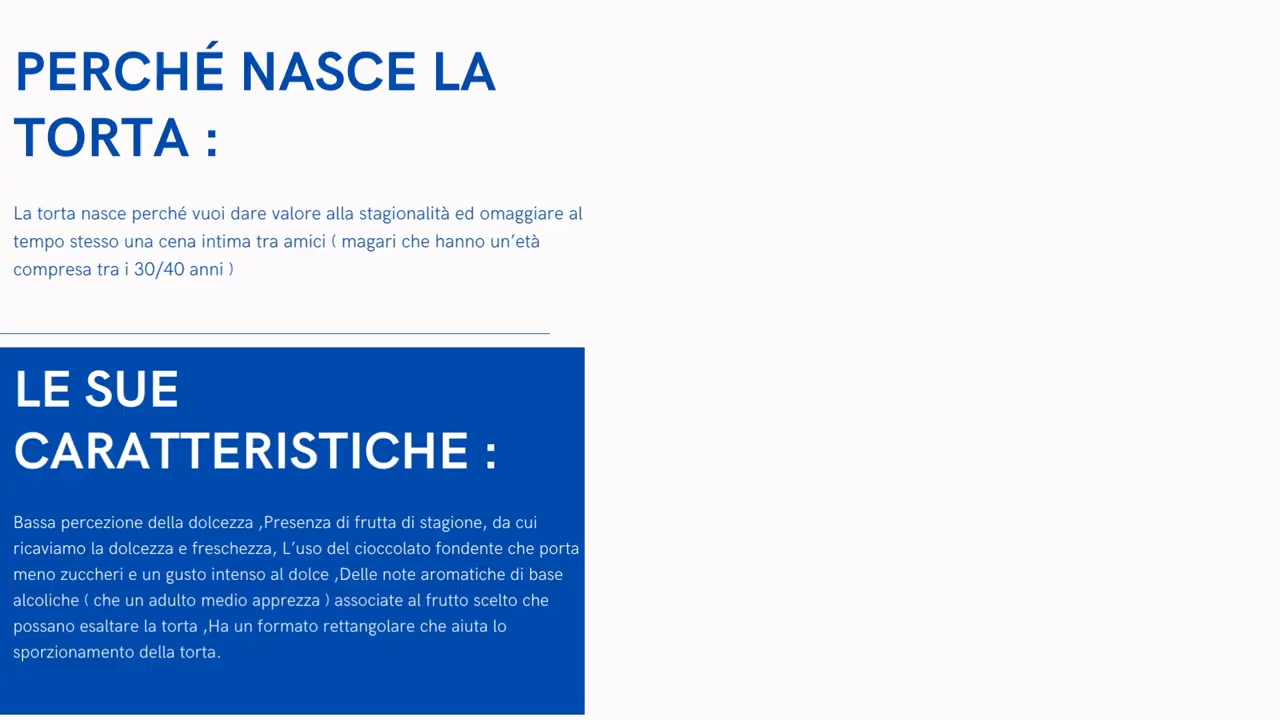 PERCHÉ NASCE LA
TORTA :
La torta nasce perché vuoi dare valore alla stagionalità ed omaggiare al
tempo stesso una cena intima tra amici ( magari che hanno un’età
compresa tra i 30/40 anni )
LE SUE
CARATTERISTICHE :
Bassa percezione della dolcezza ,Presenza di frutta di stagione, da cui
ricaviamo la dolcezza e freschezza, L’uso del cioccolato fondente che porta
meno zuccheri e un gusto intenso al dolce ,Delle note aromatiche di base
alcoliche ( che un adulto medio apprezza ) associate al frutto scelto che
possano esaltare la torta ,Ha un formato rettangolare che aiuta lo
sporzionamento della torta.